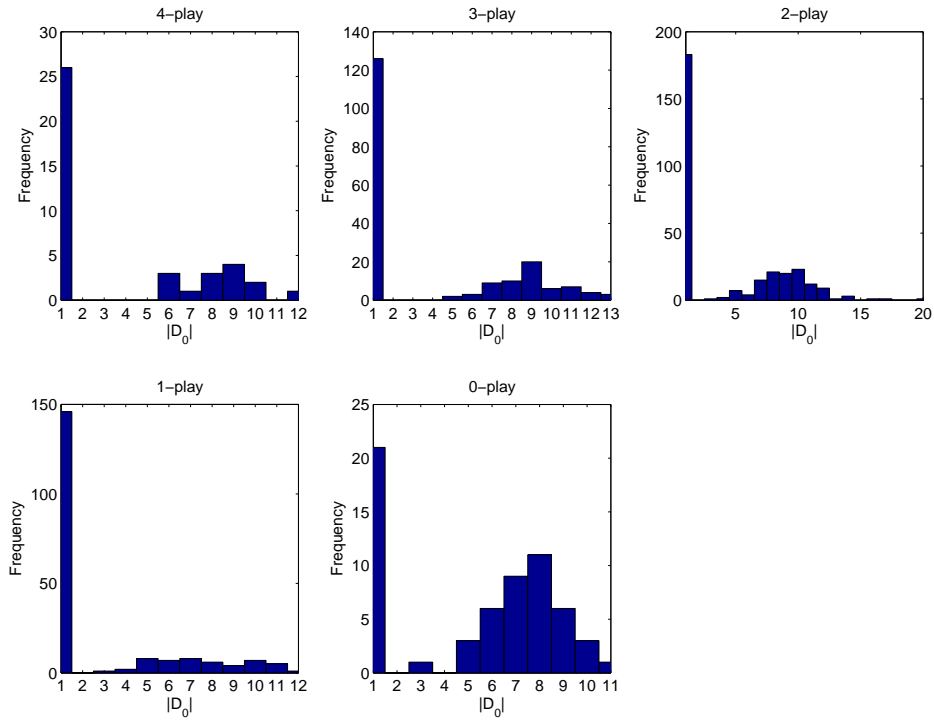 4−play
30
25
20
15
10
5
0
Frequency
1 2 3 4 5 6 7 8 9 10 11 12
|D₀|
3−play
140
120
100
80
60
40
20
0
Frequency
1 2 3 4 5 6 7 8 9 10 11 12 13
|D₀|
2−play
200
150
100
50
0
Frequency
5 10 15 20
|D₀|
1−play
150
100
50
0
Frequency
1 2 3 4 5 6 7 8 9 10 11 12
|D₀|
0−play
25
20
15
10
5
0
Frequency
1 2 3 4 5 6 7 8 9 10 11
|D₀|